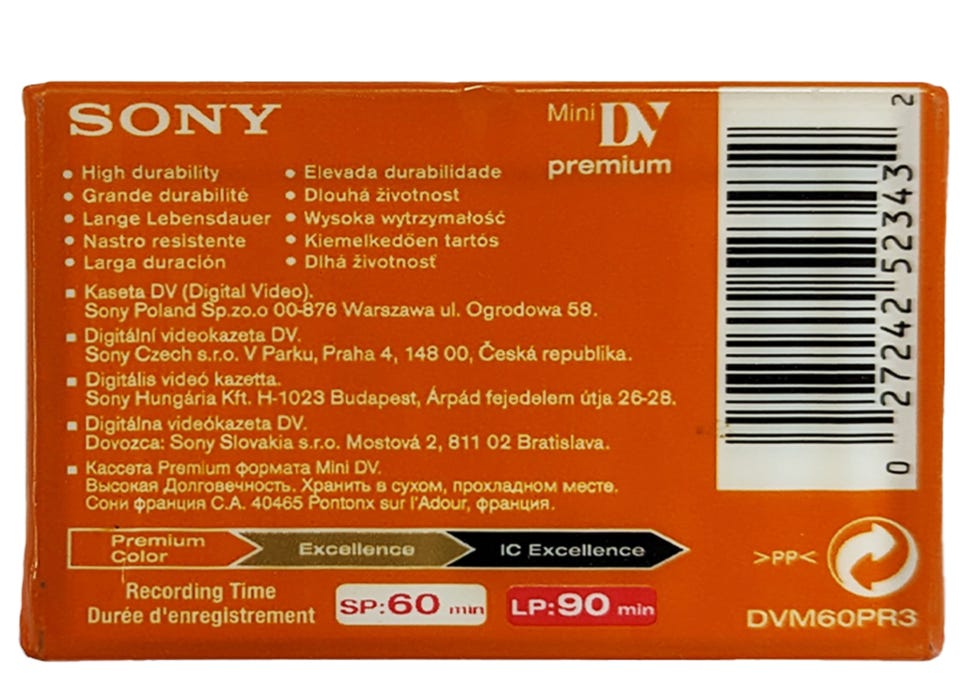 SONY
Mini DV
premium
• High durability
• Grande durabilité
• Lange Lebensdauer
• Nastro resistente
• Larga duración
• Elevada durabilidade
• Dlouhá životnost
• Wysoka wytrzymałość
• Kiemelkedően tartós
• Dlhá životnosť
▪ Kaseta DV (Digital Video).
Sony Poland Sp.zo.o 00-876 Warszawa ul. Ogrodowa 58.
▪ Digitální videokazeta DV.
Sony Czech s.r.o. V Parku, Praha 4, 148 00, Česká republika.
▪ Digitális videó kazetta.
Sony Hungária Kft. H-1023 Budapest, Árpád fejedelem útja 26-28.
▪ Digitálna videókazeta DV.
Dovozca: Sony Slovakia s.r.o. Mostová 2, 811 02 Bratislava.
▪ Кассета Premium формата Mini DV.
Высокая Долговечность. Хранить в сухом, прохладном месте.
Сони франция С.А. 40465 Pontonx sur l'Adour, франция.
Premium
Color
Excellence
IC Excellence
Recording Time
Durée d'enregistrement
SP:60 min
LP:90 min
>PP<
DVM60PR3
0 27242 52343 2